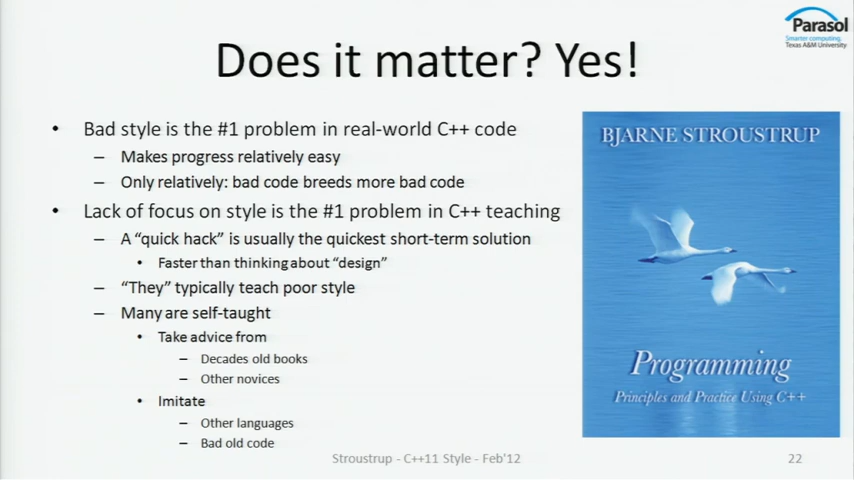 Parasol
Smarter computing.
Texas A&M University
Does it matter? Yes!
• Bad style is the #1 problem in real-world C++ code
– Makes progress relatively easy
– Only relatively: bad code breeds more bad code
• Lack of focus on style is the #1 problem in C++ teaching
– A “quick hack” is usually the quickest short-term solution
• Faster than thinking about “design”
– “They” typically teach poor style
– Many are self-taught
• Take advice from
– Decades old books
– Other novices
• Imitate
– Other languages
– Bad old code
BJARNE STROUSTRUP
Programming
Principles and Practice Using C++
Stroustrup - C++11 Style - Feb'12
22